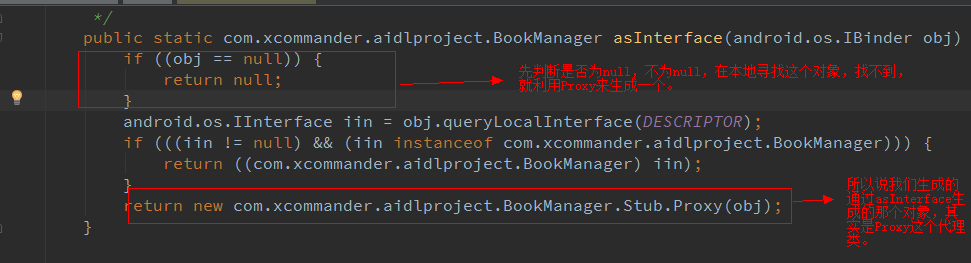 */
public static com.xcommander.aidlproject.BookManager asInterface(android.os.IBinder obj)
if ((obj == null)) {
return null;
}
先判断是否为null，不为null，在本地寻找这个对象，找不到，
就利用Proxy来生成一个。
android.os.IInterface iin = obj.queryLocalInterface(DESCRIPTOR);
if (((iin != null) && (iin instanceof com.xcommander.aidlproject.BookManager))) {
return ((com.xcommander.aidlproject.BookManager) iin);
}
return new com.xcommander.aidlproject.BookManager.Stub.Proxy(obj);
}
所以说我们生成的
通过asInterface生
成的那个对象，其
实是Proxy这个代理
类。